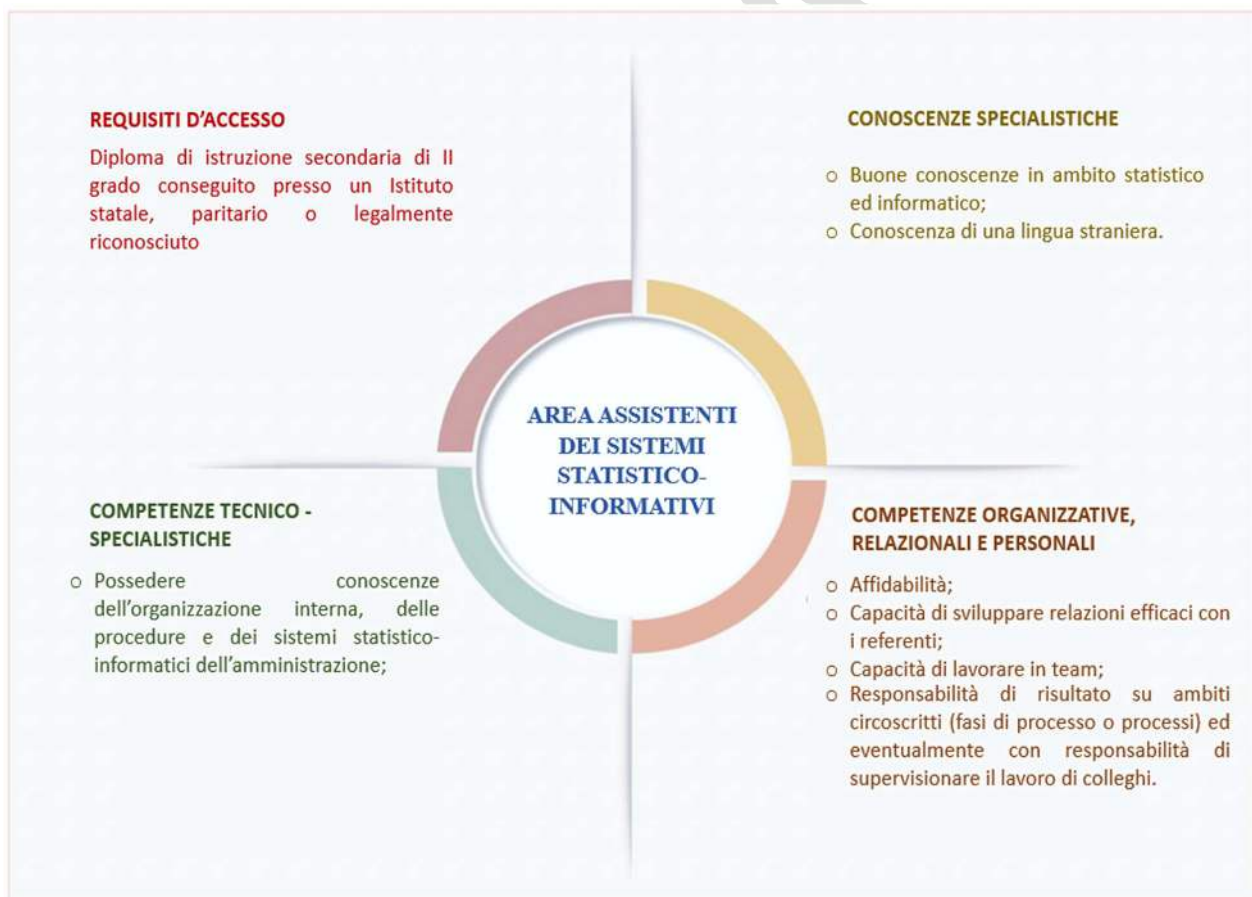 REQUISITI D’ACCESSO
Diploma di istruzione secondaria di II
grado conseguito presso un Istituto
statale, paritario o legalmente
riconosciuto
CONOSCENZE SPECIALISTICHE
o Buone conoscenze in ambito statistico
ed informatico;
o Conoscenza di una lingua straniera.
AREA ASSISTENTI
DEI SISTEMI
STATISTICO-
INFORMATIVI
COMPETENZE TECNICO -
SPECIALISTICHE
o Possedere conoscenze
dell’organizzazione interna, delle
procedure e dei sistemi statistico-
informatici dell’amministrazione;
COMPETENZE ORGANIZZATIVE,
RELAZIONALI E PERSONALI
o Affidabilità;
o Capacità di sviluppare relazioni efficaci con
i referenti;
o Capacità di lavorare in team;
o Responsabilità di risultato su ambiti
circoscritti (fasi di processo o processi) ed
eventualmente con responsabilità di
supervisionare il lavoro di colleghi.